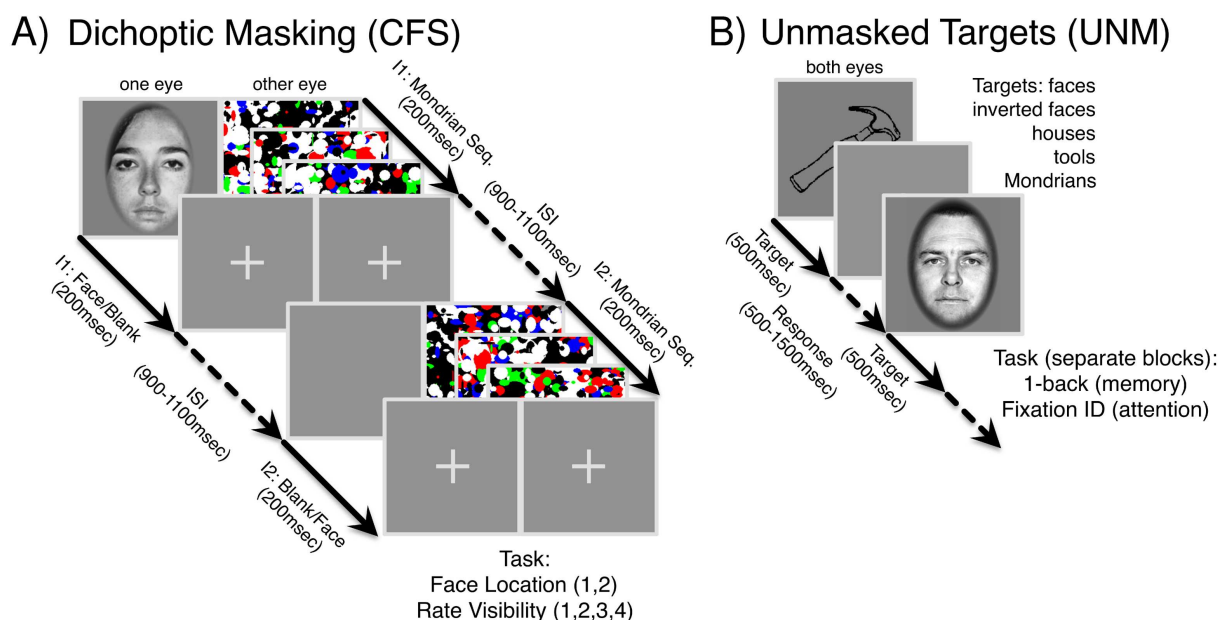 A) Dichoptic Masking (CFS)
one eye
other eye
I1: Mondrian Seq.
(200msec)
ISI
(900-1100msec)
I2: Mondrian Seq.
(200msec)
I1: Face/Blank
(200msec)
ISI
(900-1100msec)
I2: Blank/Face
(200msec)
Task:
Face Location (1,2)
Rate Visibility (1,2,3,4)
B) Unmasked Targets (UNM)
both eyes
Targets: faces
inverted faces
houses
tools
Mondrians
Target
(500msec)
Response
(500-1500msec)
Target
(500msec)
Task (separate blocks):
1-back (memory)
Fixation ID (attention)